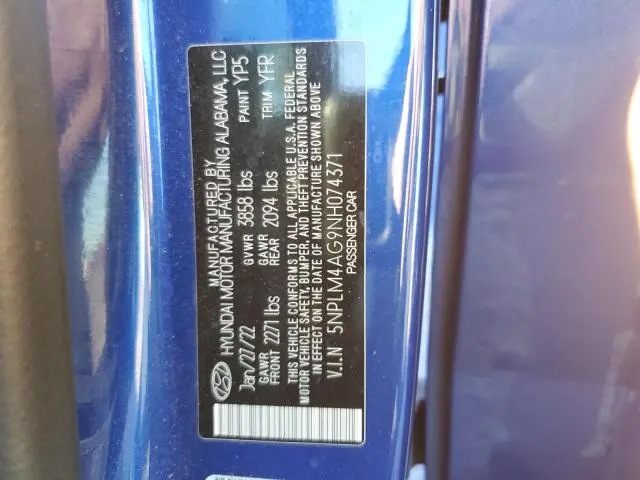 MANUFACTURED BY
HYUNDAI MOTOR MANUFACTURING ALABAMA, LLC
Jan/27/22 GVWR 3858 lbs PAINT YP5
GAWR FRONT 2271 lbs GAWR REAR 2094 lbs TRIM YFR
THIS VEHICLE CONFORMS TO ALL APPLICABLE U.S.A. FEDERAL
MOTOR VEHICLE SAFETY, BUMPER, AND THEFT PREVENTION STANDARDS
IN EFFECT ON THE DATE OF MANUFACTURE SHOWN ABOVE
V.I.N 5NPLM4AG9NH074371
PASSENGER CAR